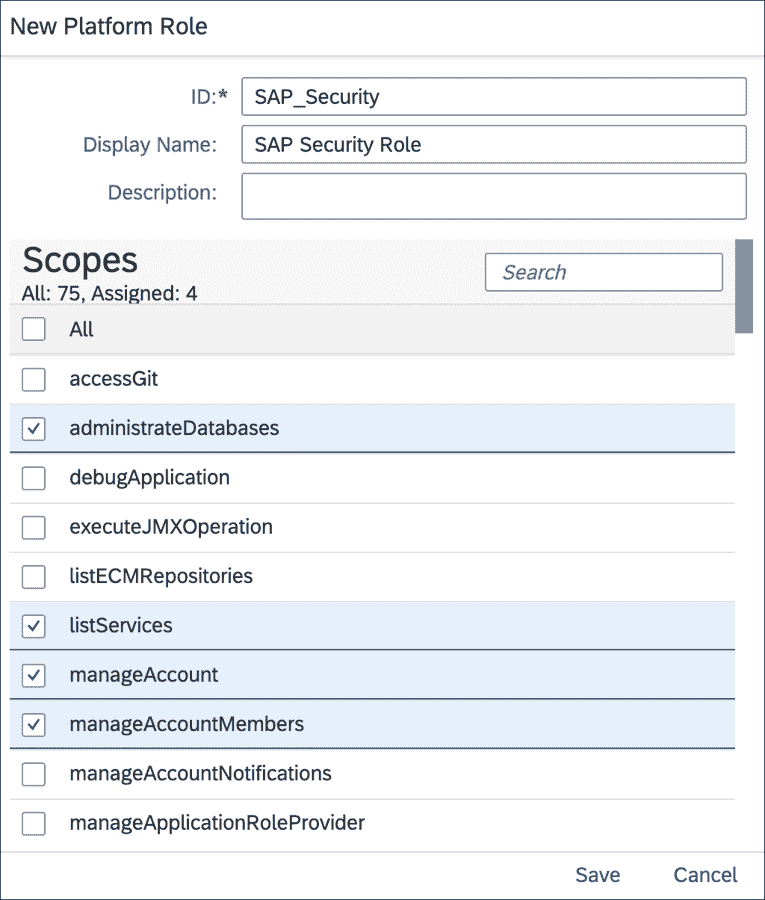 New Platform Role
ID:* SAP_Security
Display Name: SAP Security Role
Description:
Scopes
Search
All: 75, Assigned: 4
All
accessGit
administrateDatabases
debugApplication
executeJMXOperation
listECMRepositories
listServices
manageAccount
manageAccountMembers
manageAccountNotifications
manageApplicationRoleProvider
Save Cancel